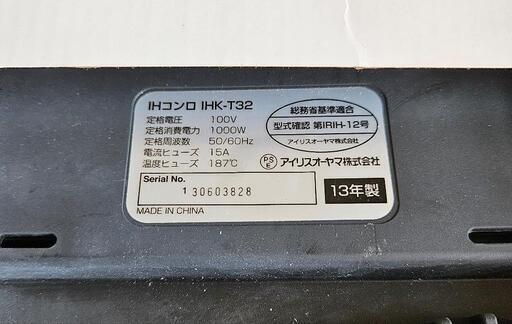 IHコンロ IHK-T32
定格電圧 100V
定格消費電力 1000W
定格周波数 50/60Hz
電流ヒューズ 15A
温度ヒューズ 187℃
総務省基準適合
型式確認 第IRIH-12号
アイリスオーヤマ株式会社
PS
E アイリスオーヤマ株式会社
Serial No.
1 30603828
13年製
MADE IN CHINA